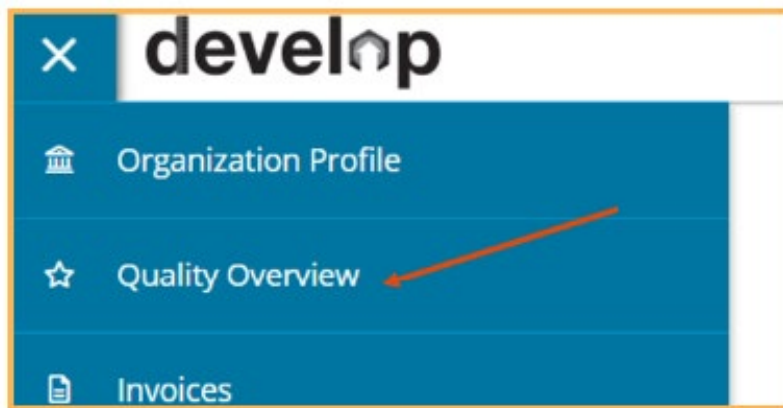 develop
Organization Profile
Quality Overview
Invoices